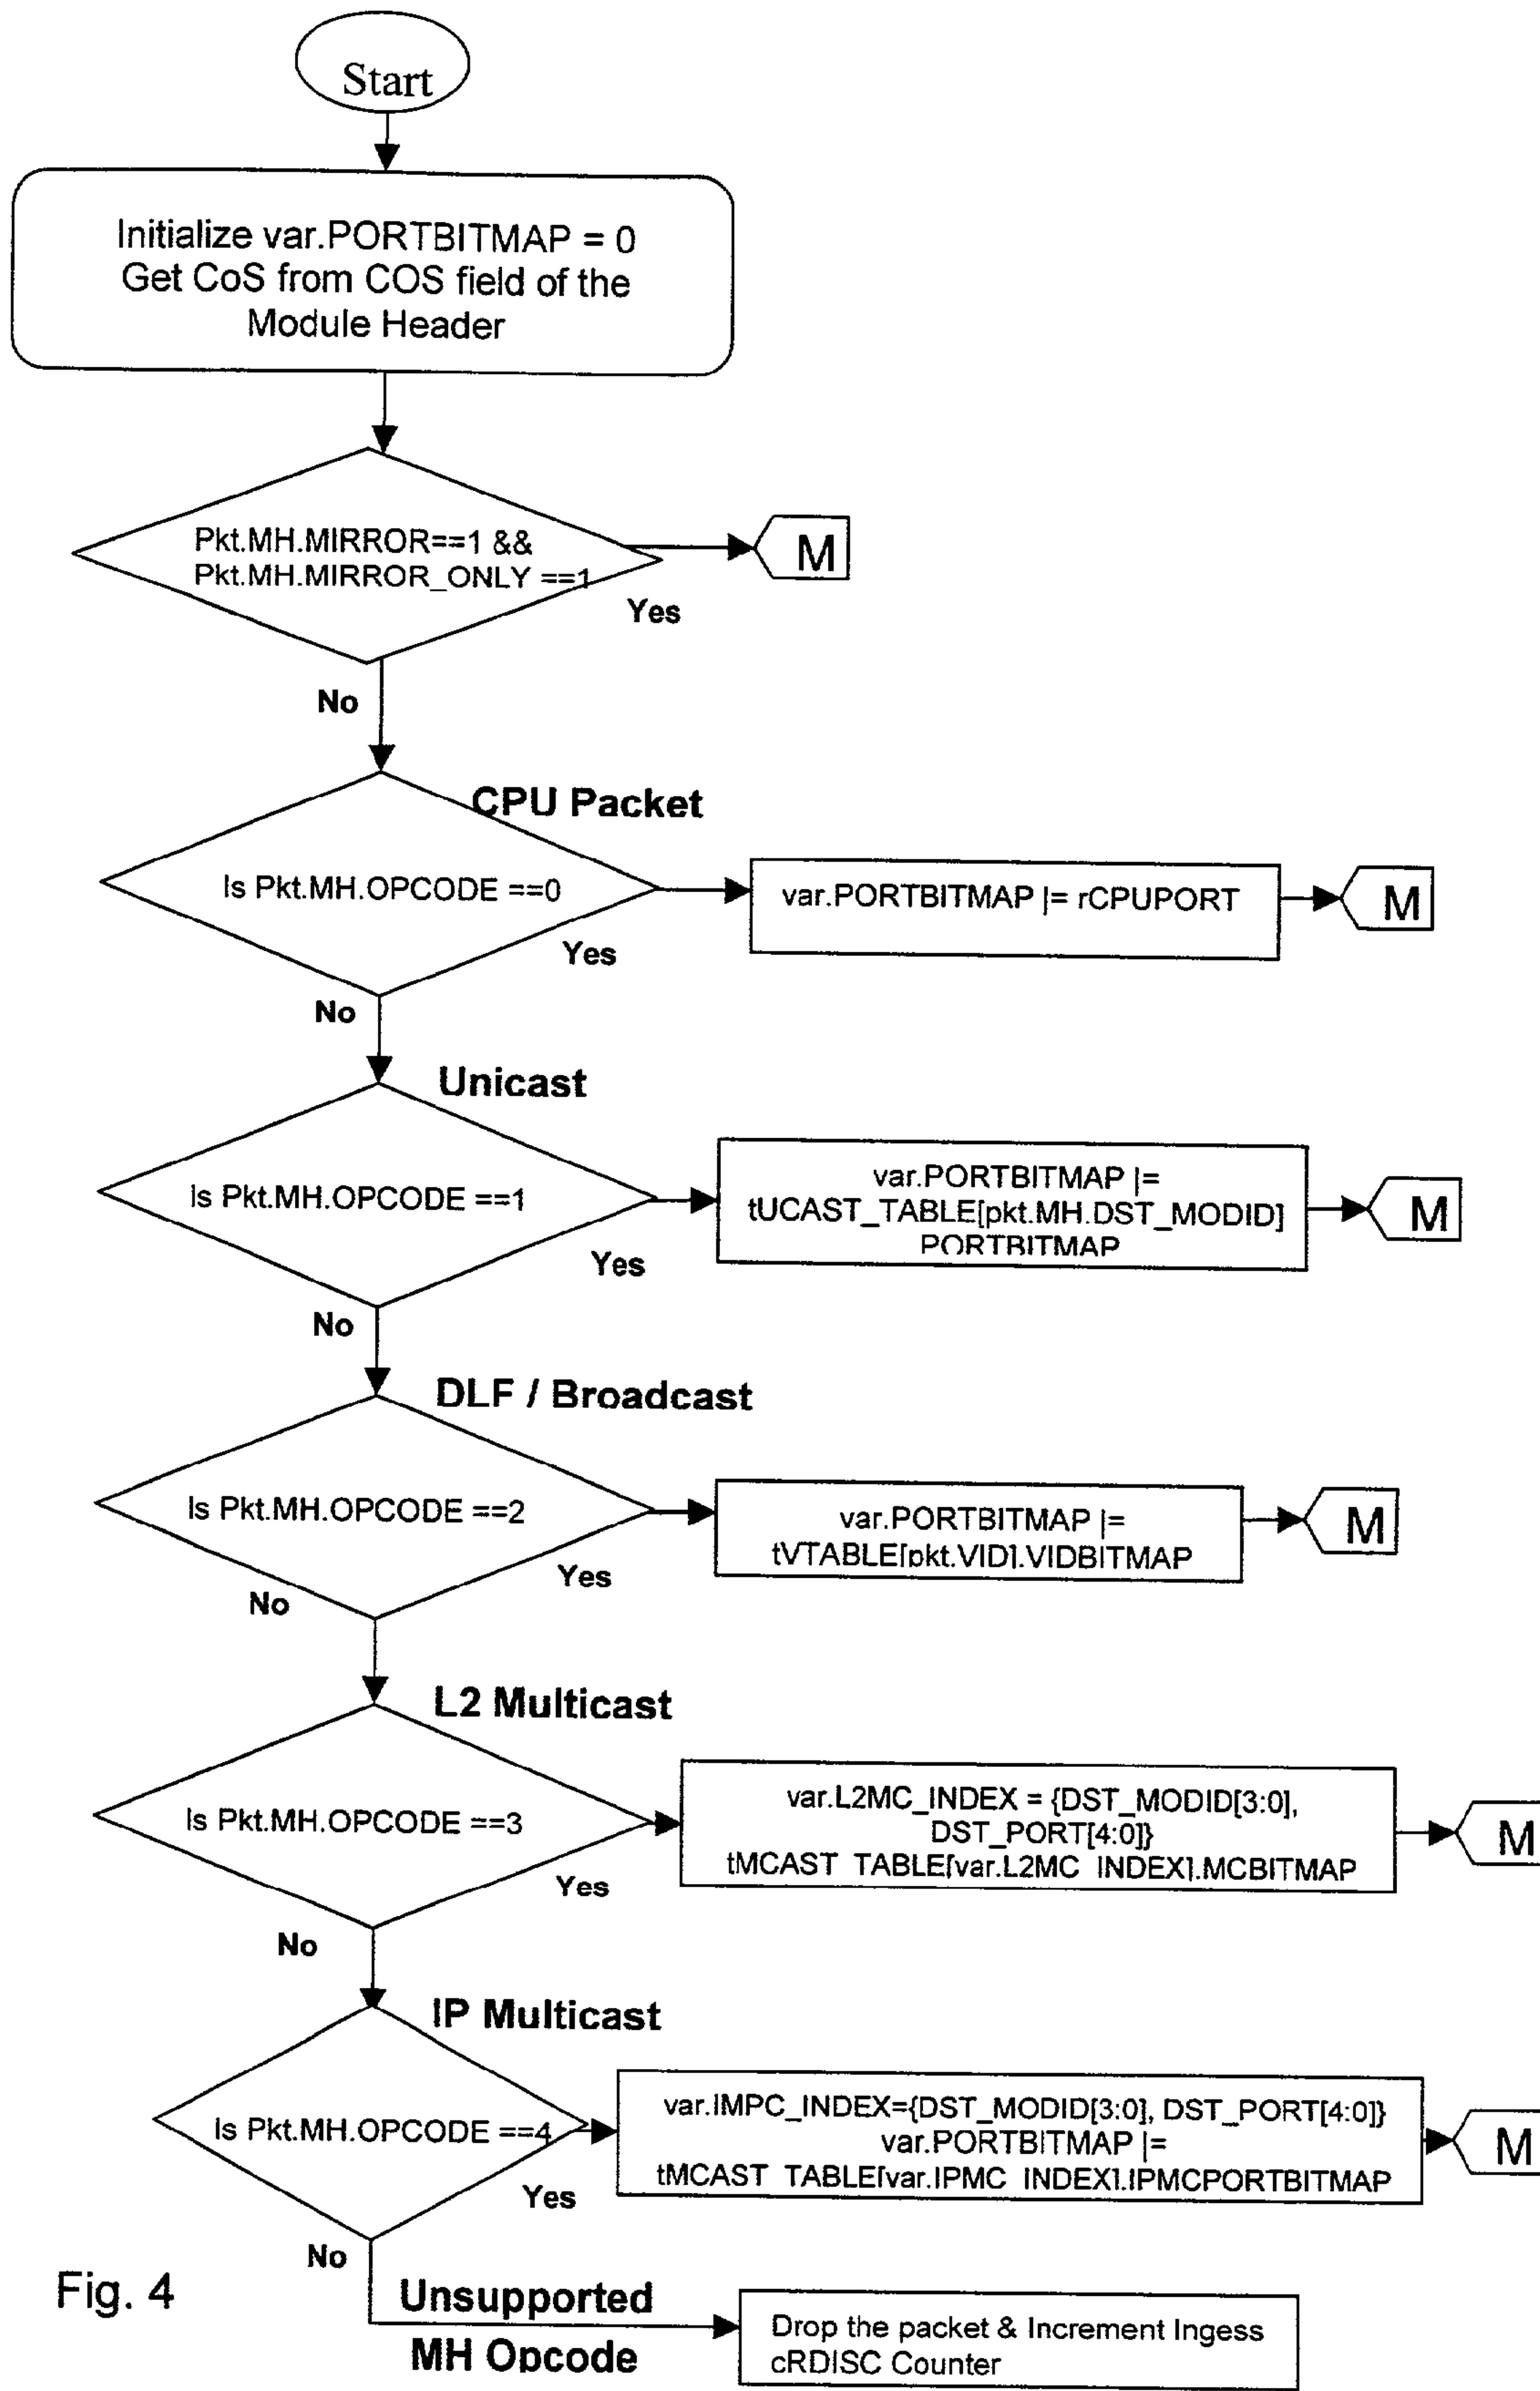 Start
Initialize var.PORTBITMAP = 0
Get CoS from COS field of the
Module Header
Pkt.MH.MIRROR==1 &&
Pkt.MH.MIRROR_ONLY ==1
M
Yes
No
CPU Packet
Is Pkt.MH.OPCODE ==0
var.PORTBITMAP |= rCPUPORT
M
Yes
No
Unicast
Is Pkt.MH.OPCODE ==1
var.PORTBITMAP |=
tUCAST_TABLE[pkt.MH.DST_MODID]
PORTBITMAP
M
Yes
No
DLF / Broadcast
Is Pkt.MH.OPCODE ==2
var.PORTBITMAP |=
tVTABLE[pkt.VID].VIDBITMAP
M
Yes
No
L2 Multicast
Is Pkt.MH.OPCODE ==3
var.L2MC_INDEX = {DST_MODID[3:0],
DST_PORT[4:0]}
tMCAST_TABLE[var.L2MC_INDEX].MCBITMAP
M
Yes
No
IP Multicast
Is Pkt.MH.OPCODE ==4
var.IMPC_INDEX={DST_MODID[3:0], DST_PORT[4:0]}
var.PORTBITMAP |=
tMCAST_TABLE[var.IPMC_INDEX].IPMCPORTBITMAP
M
Yes
No
Fig. 4
Unsupported
MH Opcode
Drop the packet & Increment Ingess
cRDISC Counter